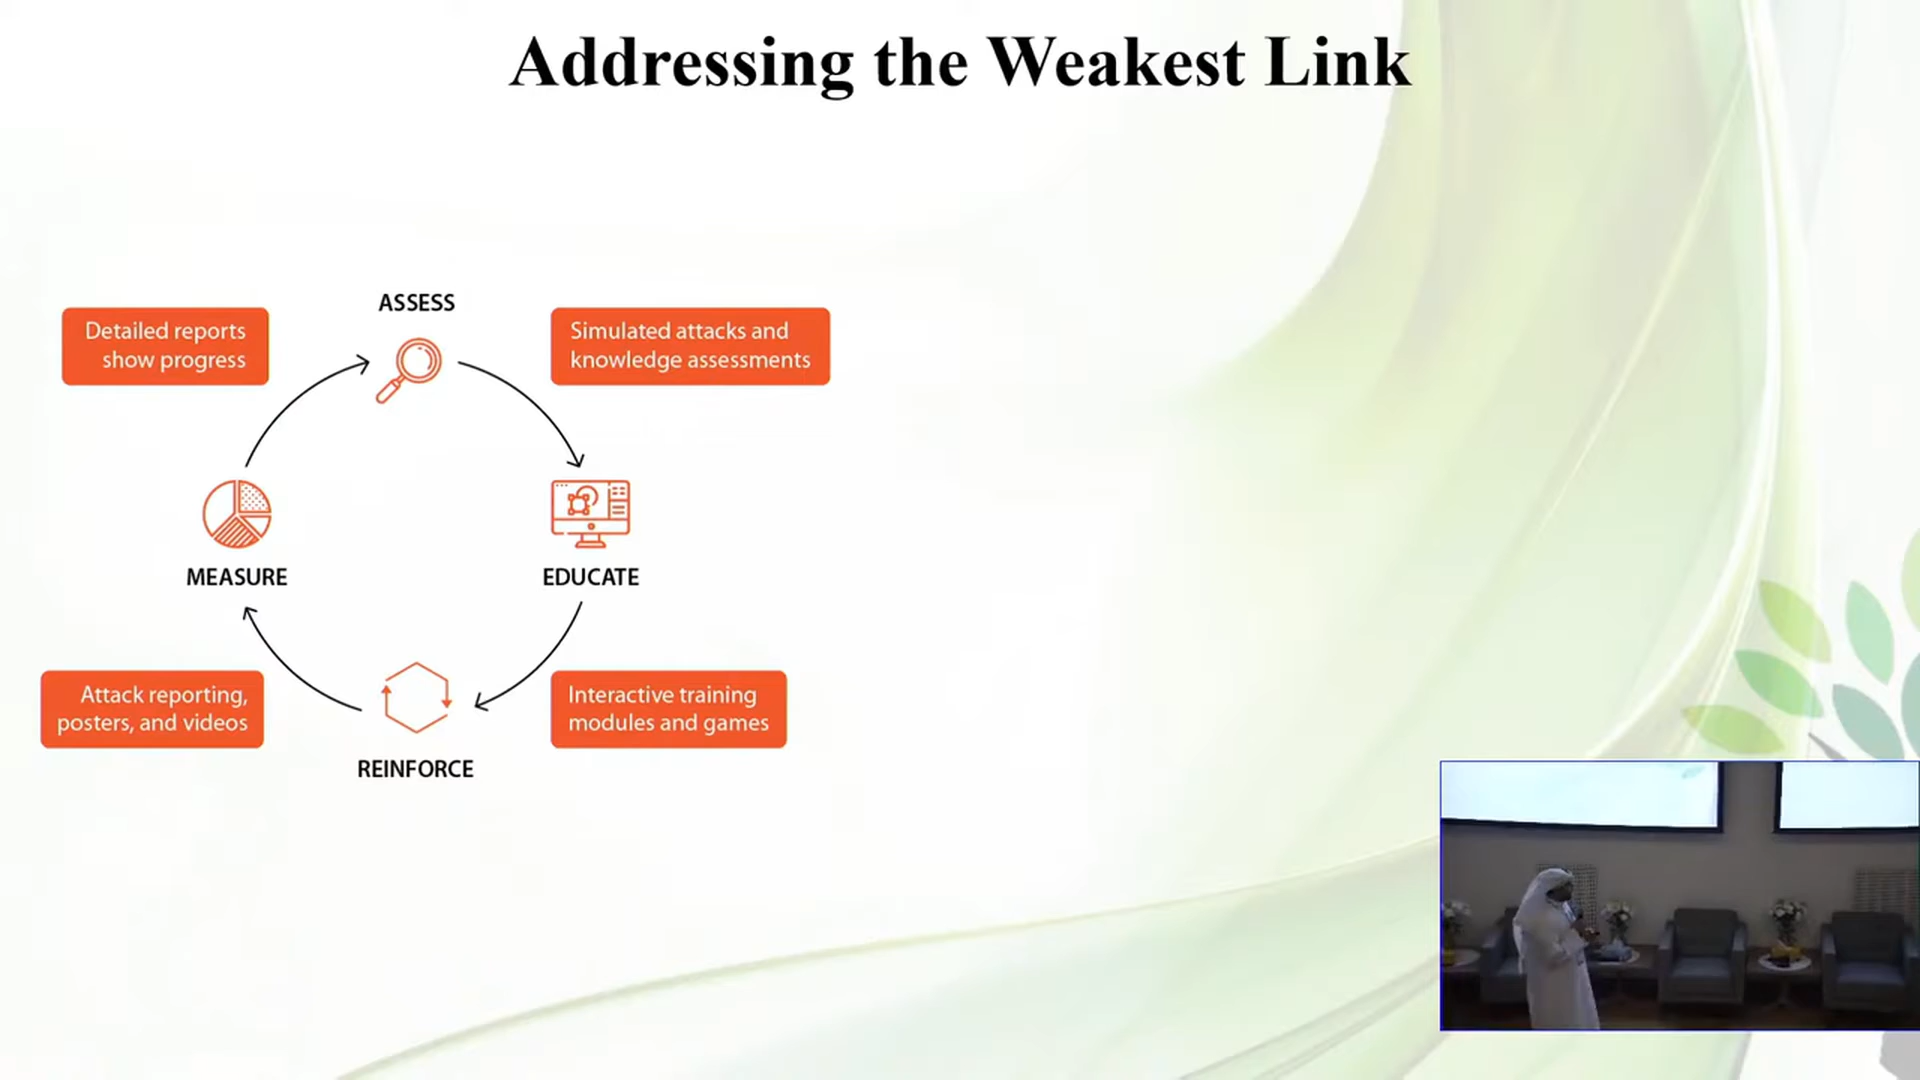 Addressing the Weakest Link
ASSESS
Detailed reports
show progress
Simulated attacks and
knowledge assessments
MEASURE
EDUCATE
Attack reporting,
posters, and videos
Interactive training
modules and games
REINFORCE